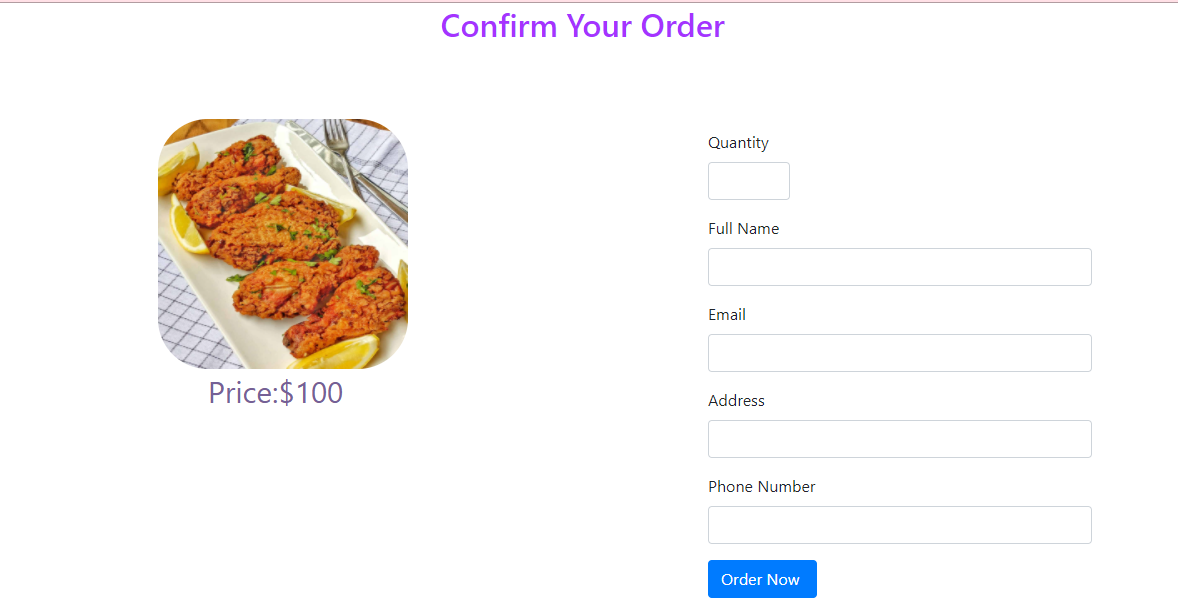 Confirm Your Order
Price:$100
Quantity
Full Name
Email
Address
Phone Number
Order Now